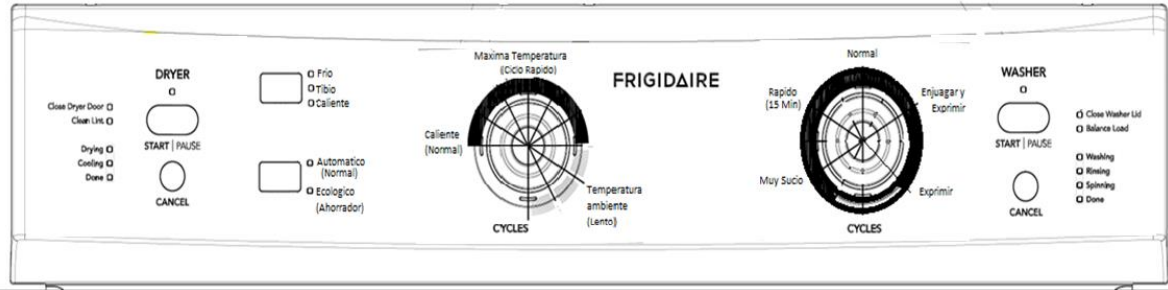 DRYER
Close Dryer Door
Clean Lint
Drying
Cooling
Done
START | PAUSE
CANCEL
Frio
Tibio
Caliente
Automatico
(Normal)
Ecologico
(Ahorrador)
Maxima Temperatura
(Ciclo Rapido)
Caliente
(Normal)
Temperatura
ambiente
(Lento)
CYCLES
FRIGIDAIRE
Normal
Rapido
(15 Min)
Enjuagar y
Exprimir
Muy Sucio
Exprimir
CYCLES
WASHER
START | PAUSE
CANCEL
Close Washer Lid
Balance Load
Washing
Rinsing
Spinning
Done